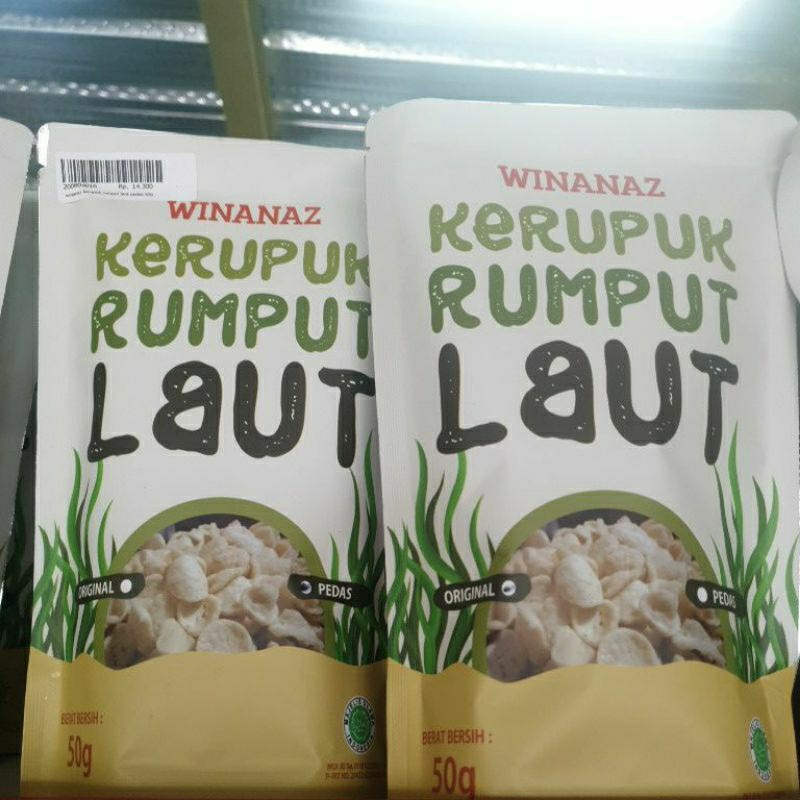 Rp. 14.300
WINANAZ
KERUPUK
RUMPUT
LAUT
ORIGINAL
PEDAS
BERAT BERSIH :
50g
WINANAZ
KERUPUK
RUMPUT
LAUT
ORIGINAL
PEDAS
BERAT BERSIH :
50g